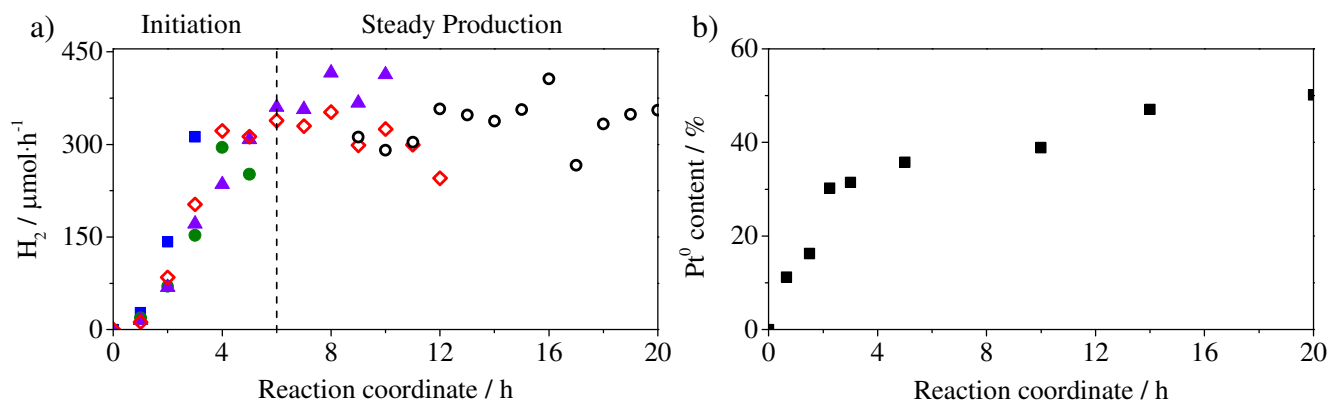 a)
Initiation
Steady Production
450
300
150
0
H₂ / μmol·h⁻¹
0 4 8 12 16 20
Reaction coordinate / h
b)
60
40
20
0
Pt⁰ content / %
0 4 8 12 16 20
Reaction coordinate / h